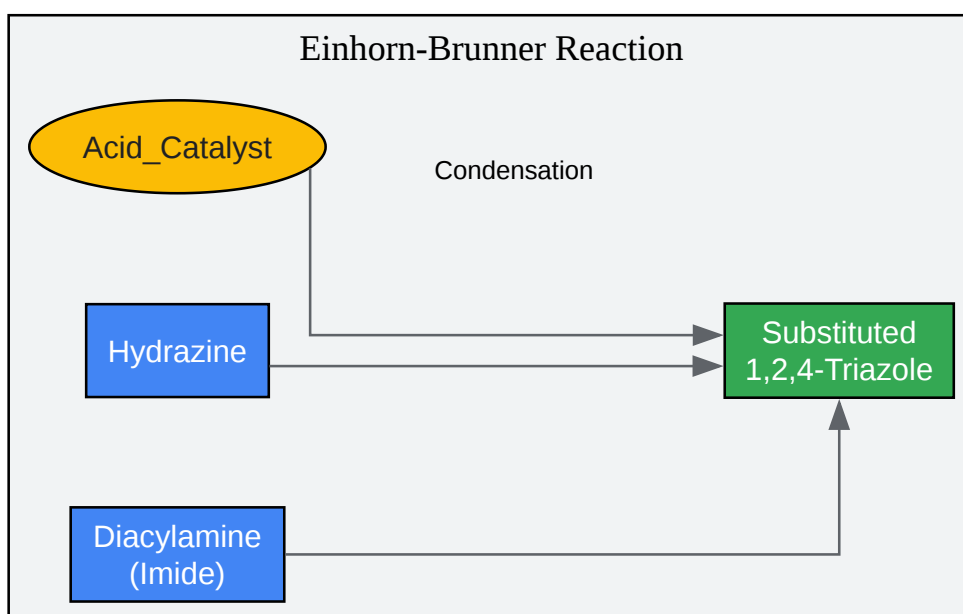 Einhorn-Brunner Reaction
Acid_Catalyst
Condensation
Hydrazine
Substituted
1,2,4-Triazole
Diacylamine
(Imide)